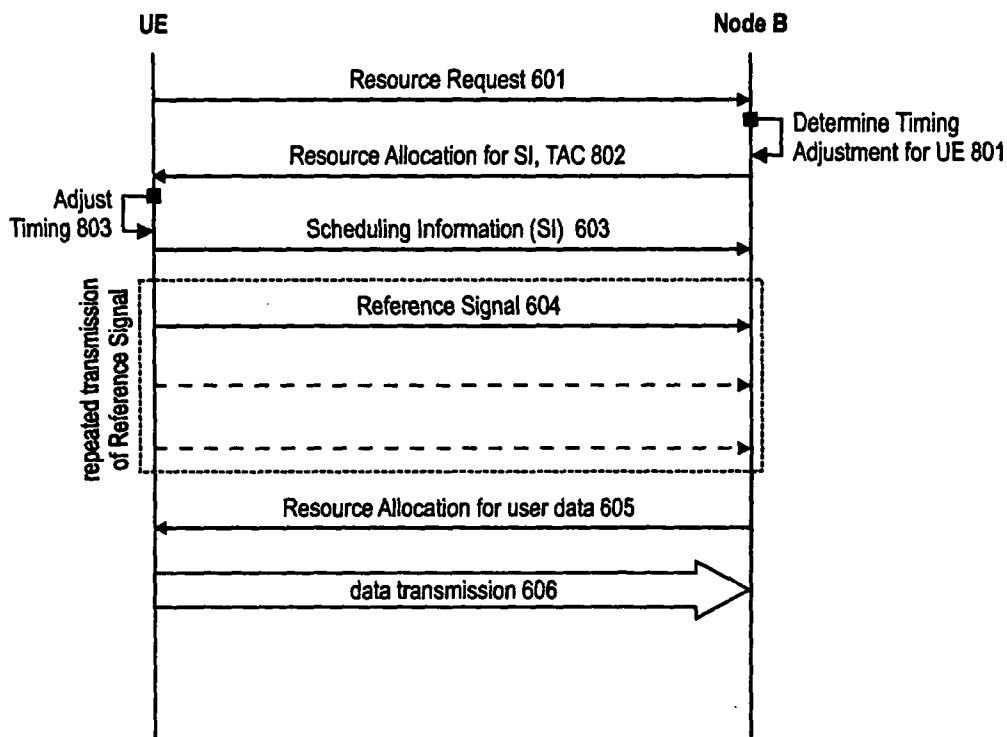 UE
Node B
Resource Request 601
Determine Timing
Adjustment for UE 801
Resource Allocation for SI, TAC 802
Adjust
Timing 803
Scheduling Information (SI) 603
repeated transmission
of Reference Signal
Reference Signal 604
Resource Allocation for user data 605
data transmission 606